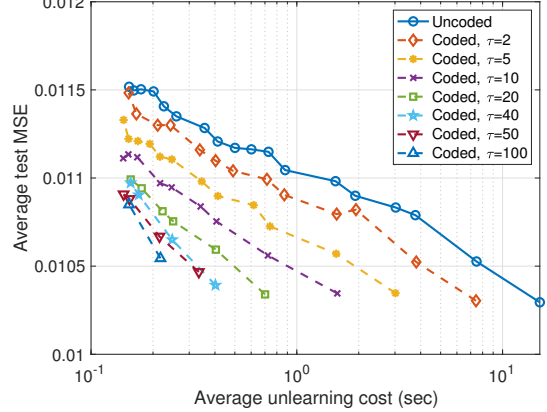 0.012
0.0115
0.011
0.0105
0.01
Average test MSE
Uncoded
Coded, τ=2
Coded, τ=5
Coded, τ=10
Coded, τ=20
Coded, τ=40
Coded, τ=50
Coded, τ=100
10^-1 10^0 10^1
Average unlearning cost (sec)